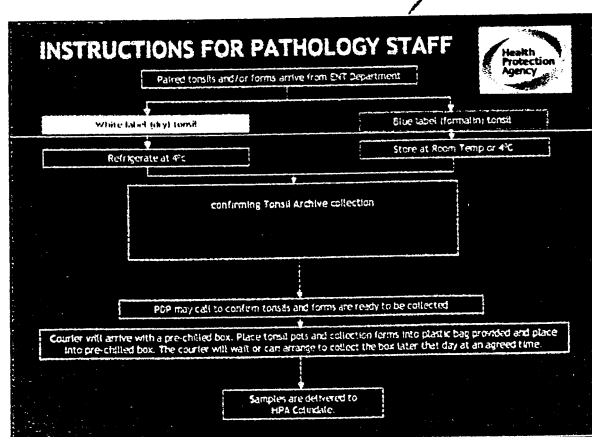 INSTRUCTIONS FOR PATHOLOGY STAFF
Health
Protection
Agency
Paired tonsils and/or forms arrive from ENT Department
White label (dry) tonsil
Blue label (formalin) tonsil
Refrigerate at 4°c
Store at Room Temp or 4°C
confirming Tonsil Archive collection
PDP may call to confirm tonsils and forms are ready to be collected
Courier will arrive with a pre-chilled box. Place tonsil pots and collection forms into plastic bag provided and place
into pre-chilled box. The courier will wait or can arrange to collect the box later that day at an agreed time.
Samples are delivered to
HPA Colindale.